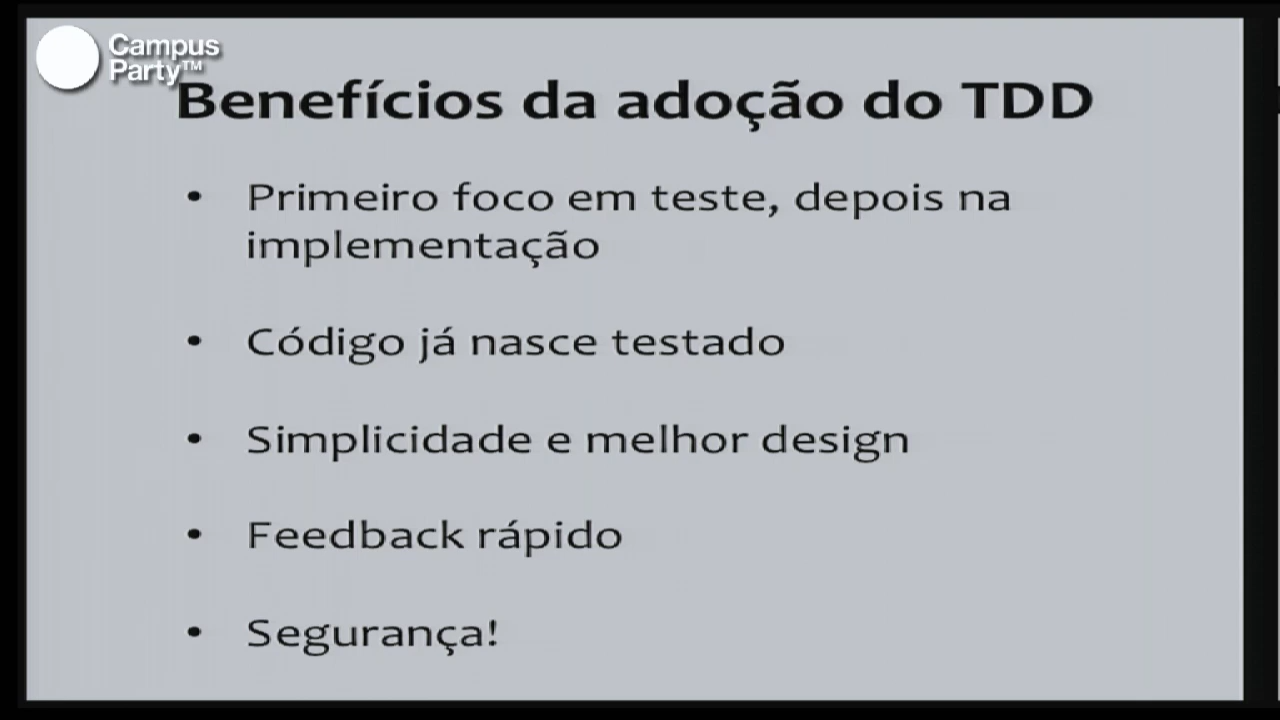 Campus
Party™
Benefícios da adoção do TDD
• Primeiro foco em teste, depois na
implementação
• Código já nasce testado
• Simplicidade e melhor design
• Feedback rápido
• Segurança!